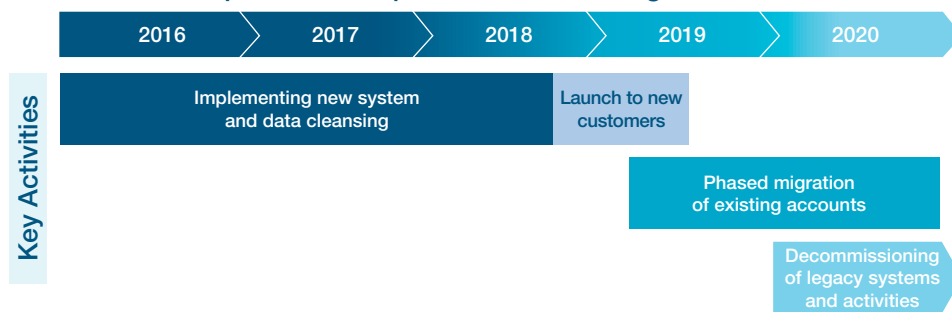 2016 2017 2018 2019 2020
Key Activities
Implementing new system
and data cleansing
Launch to new
customers
Phased migration
of existing accounts
Decommissioning
of legacy systems
and activities